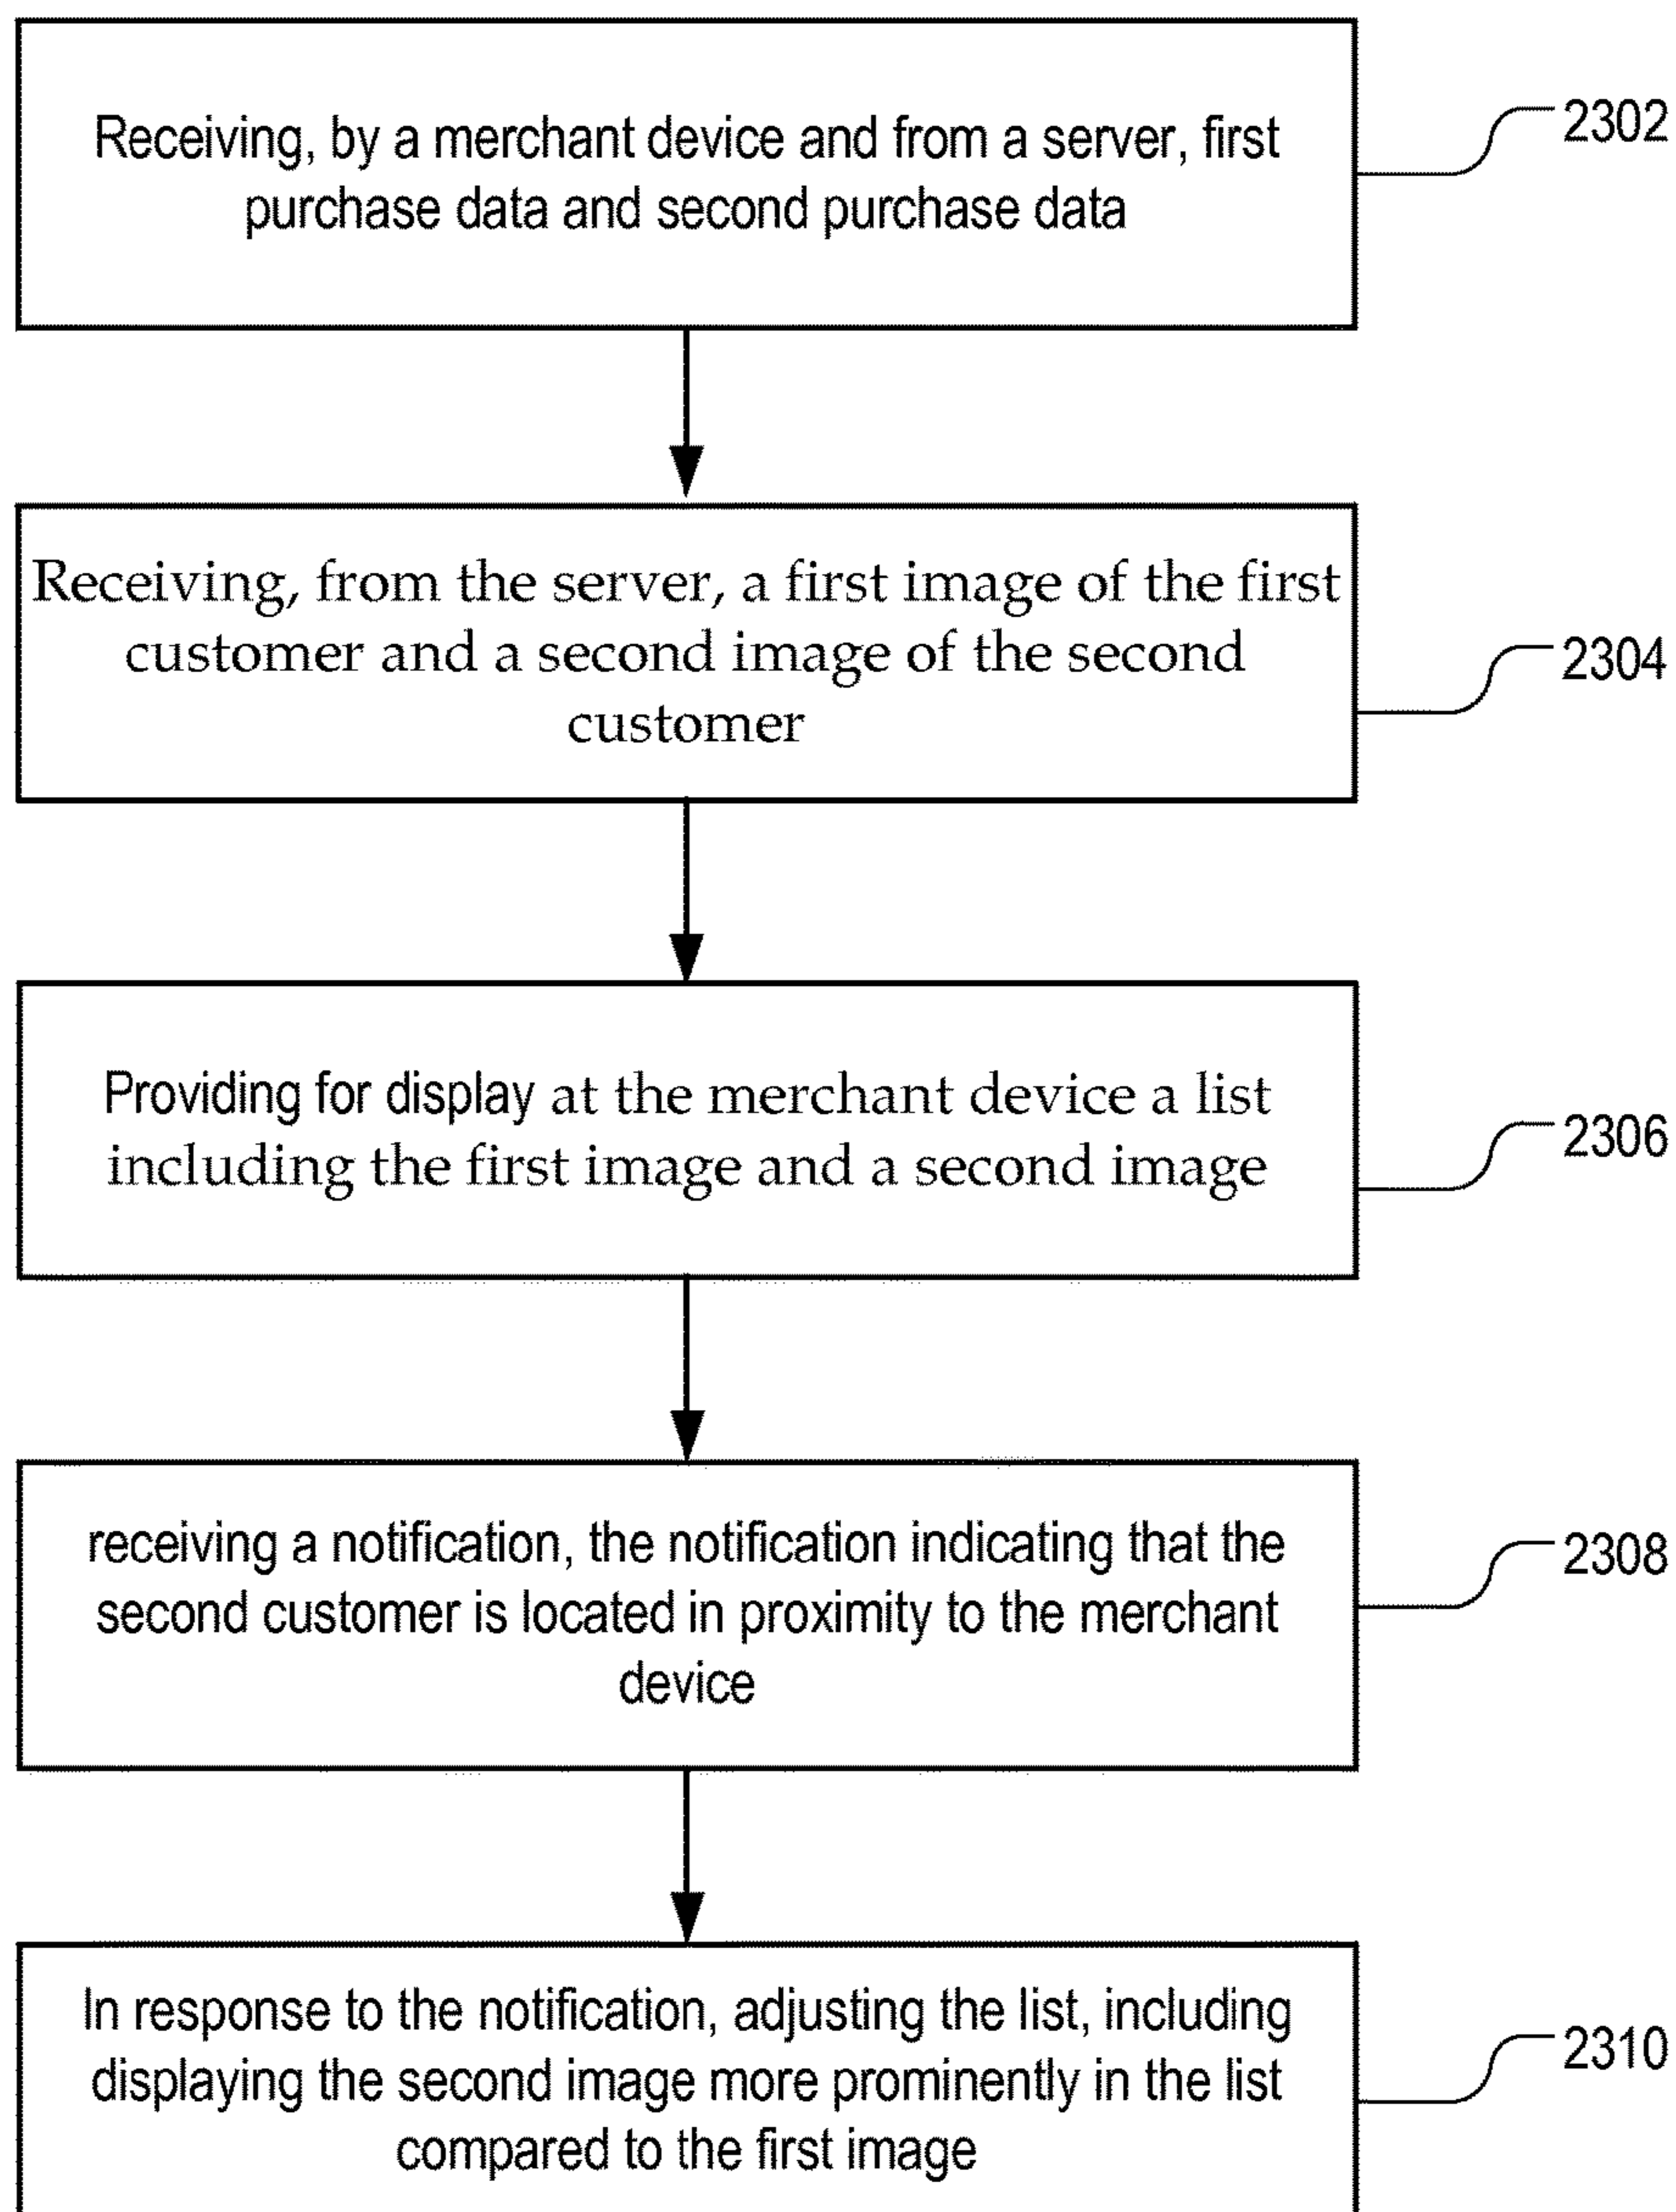 Receiving, by a merchant device and from a server, first
purchase data and second purchase data
2302
Receiving, from the server, a first image of the first
customer and a second image of the second
customer
2304
Providing for display at the merchant device a list
including the first image and a second image
2306
receiving a notification, the notification indicating that the
second customer is located in proximity to the merchant
device
2308
In response to the notification, adjusting the list, including
displaying the second image more prominently in the list
compared to the first image
2310